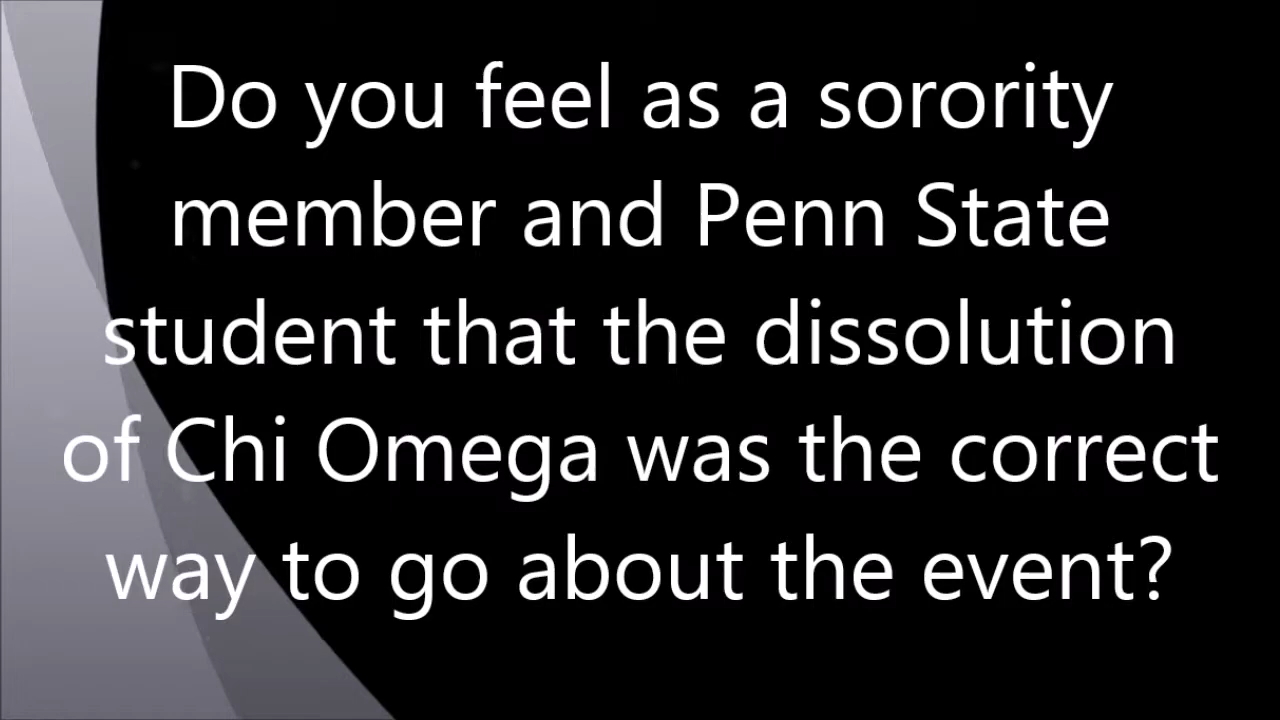 Do you feel as a sorority
member and Penn State
student that the dissolution
of Chi Omega was the correct
way to go about the event?